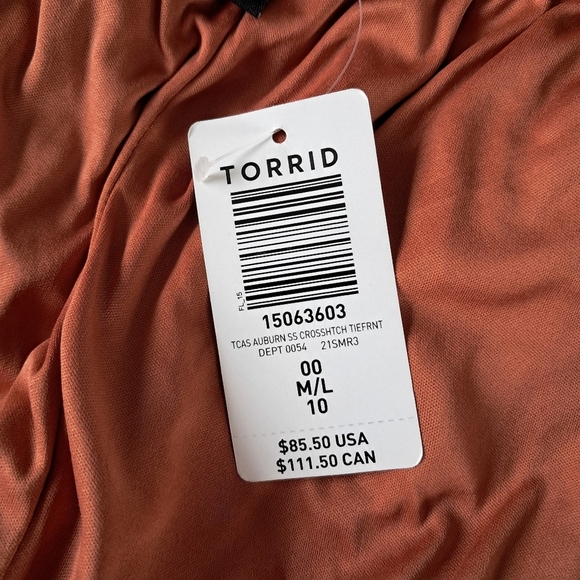 TORRID
FL_15
15063603
TCAS AUBURN SS CROSSHTCH TIEFRNT
DEPT 0054 21SMR3
00
M/L
10
$85.50 USA
$111.50 CAN